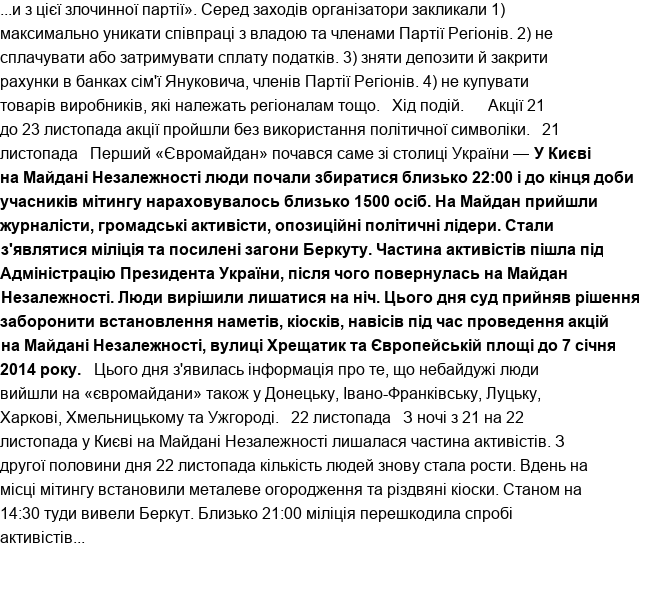 ...и з цієї злочинної партії». Серед заходів організатори закликали 1)
максимально уникати співпраці з владою та членами Партії Регіонів. 2) не
сплачувати або затримувати сплату податків. 3) зняти депозити й закрити
рахунки в банках сім'ї Януковича, членів Партії Регіонів. 4) не купувати
товарів виробників, які належать регіоналам тощо. Хід подій. Акції 21
до 23 листопада акції пройшли без використання політичної символіки. 21
листопада Перший «Євромайдан» почався саме зі столиці України — У Києві
на Майдані Незалежності люди почали збиратися близько 22:00 і до кінця доби
учасників мітингу нараховувалось близько 1500 осіб. На Майдан прийшли
журналісти, громадські активісти, опозиційні політичні лідери. Стали
з'являтися міліція та посилені загони Беркуту. Частина активістів пішла під
Адміністрацію Президента України, після чого повернулась на Майдан
Незалежності. Люди вирішили лишатися на ніч. Цього дня суд прийняв рішення
заборонити встановлення наметів, кіосків, навісів під час проведення акцій
на Майдані Незалежності, вулиці Хрещатик та Європейській площі до 7 січня
2014 року. Цього дня з'явилась інформація про те, що небайдужі люди
вийшли на «євромайдани» також у Донецьку, Івано-Франківську, Луцьку,
Харкові, Хмельницькому та Ужгороді. 22 листопада З ночі з 21 на 22
листопада у Києві на Майдані Незалежності лишалася частина активістів. З
другої половини дня 22 листопада кількість людей знову стала рости. Вдень на
місці мітингу встановили металеве огородження та різдвяні кіоски. Станом на
14:30 туди вивели Беркут. Близько 21:00 міліція перешкодила спробі
активістів...